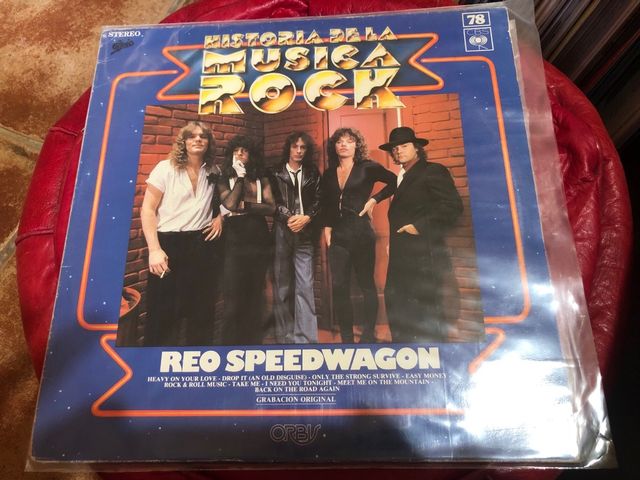 STEREO
Epic
78
CBS
HISTORIA DE LA
MUSICA
ROCK
REO SPEEDWAGON
HEAVY ON YOUR LOVE - DROP IT (AN OLD DISGUISE) - ONLY THE STRONG SURVIVE - EASY MONEY
ROCK & ROLL MUSIC - TAKE ME - I NEED YOU TONIGHT - MEET ME ON THE MOUNTAIN -
BACK ON THE ROAD AGAIN
GRABACIÓN ORIGINAL
ORBIS